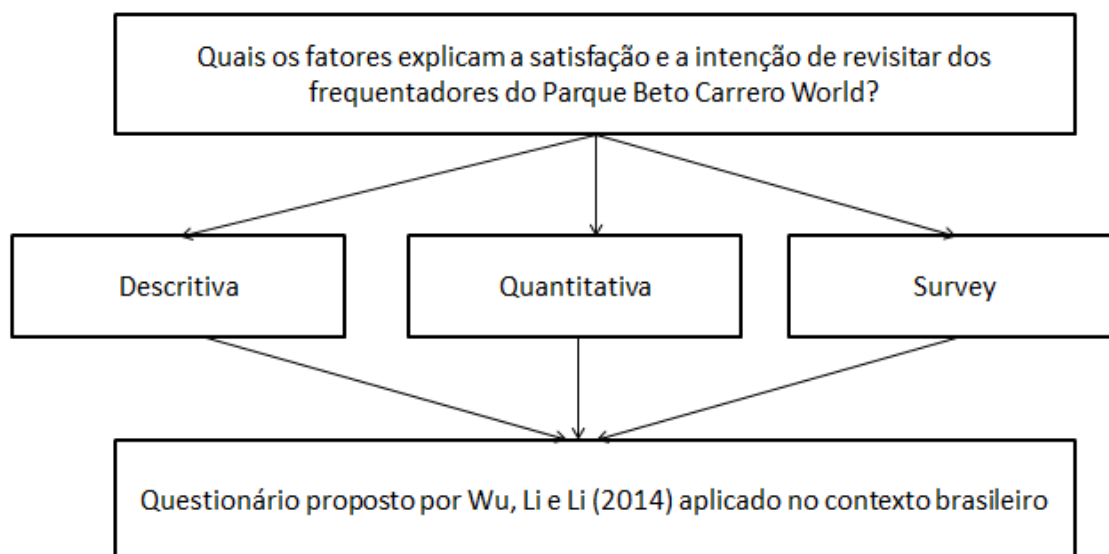 Quais os fatores explicam a satisfação e a intenção de revisitar dos
frequentadores do Parque Beto Carrero World?
Descritiva
Quantitativa
Survey
Questionário proposto por Wu, Li e Li (2014) aplicado no contexto brasileiro